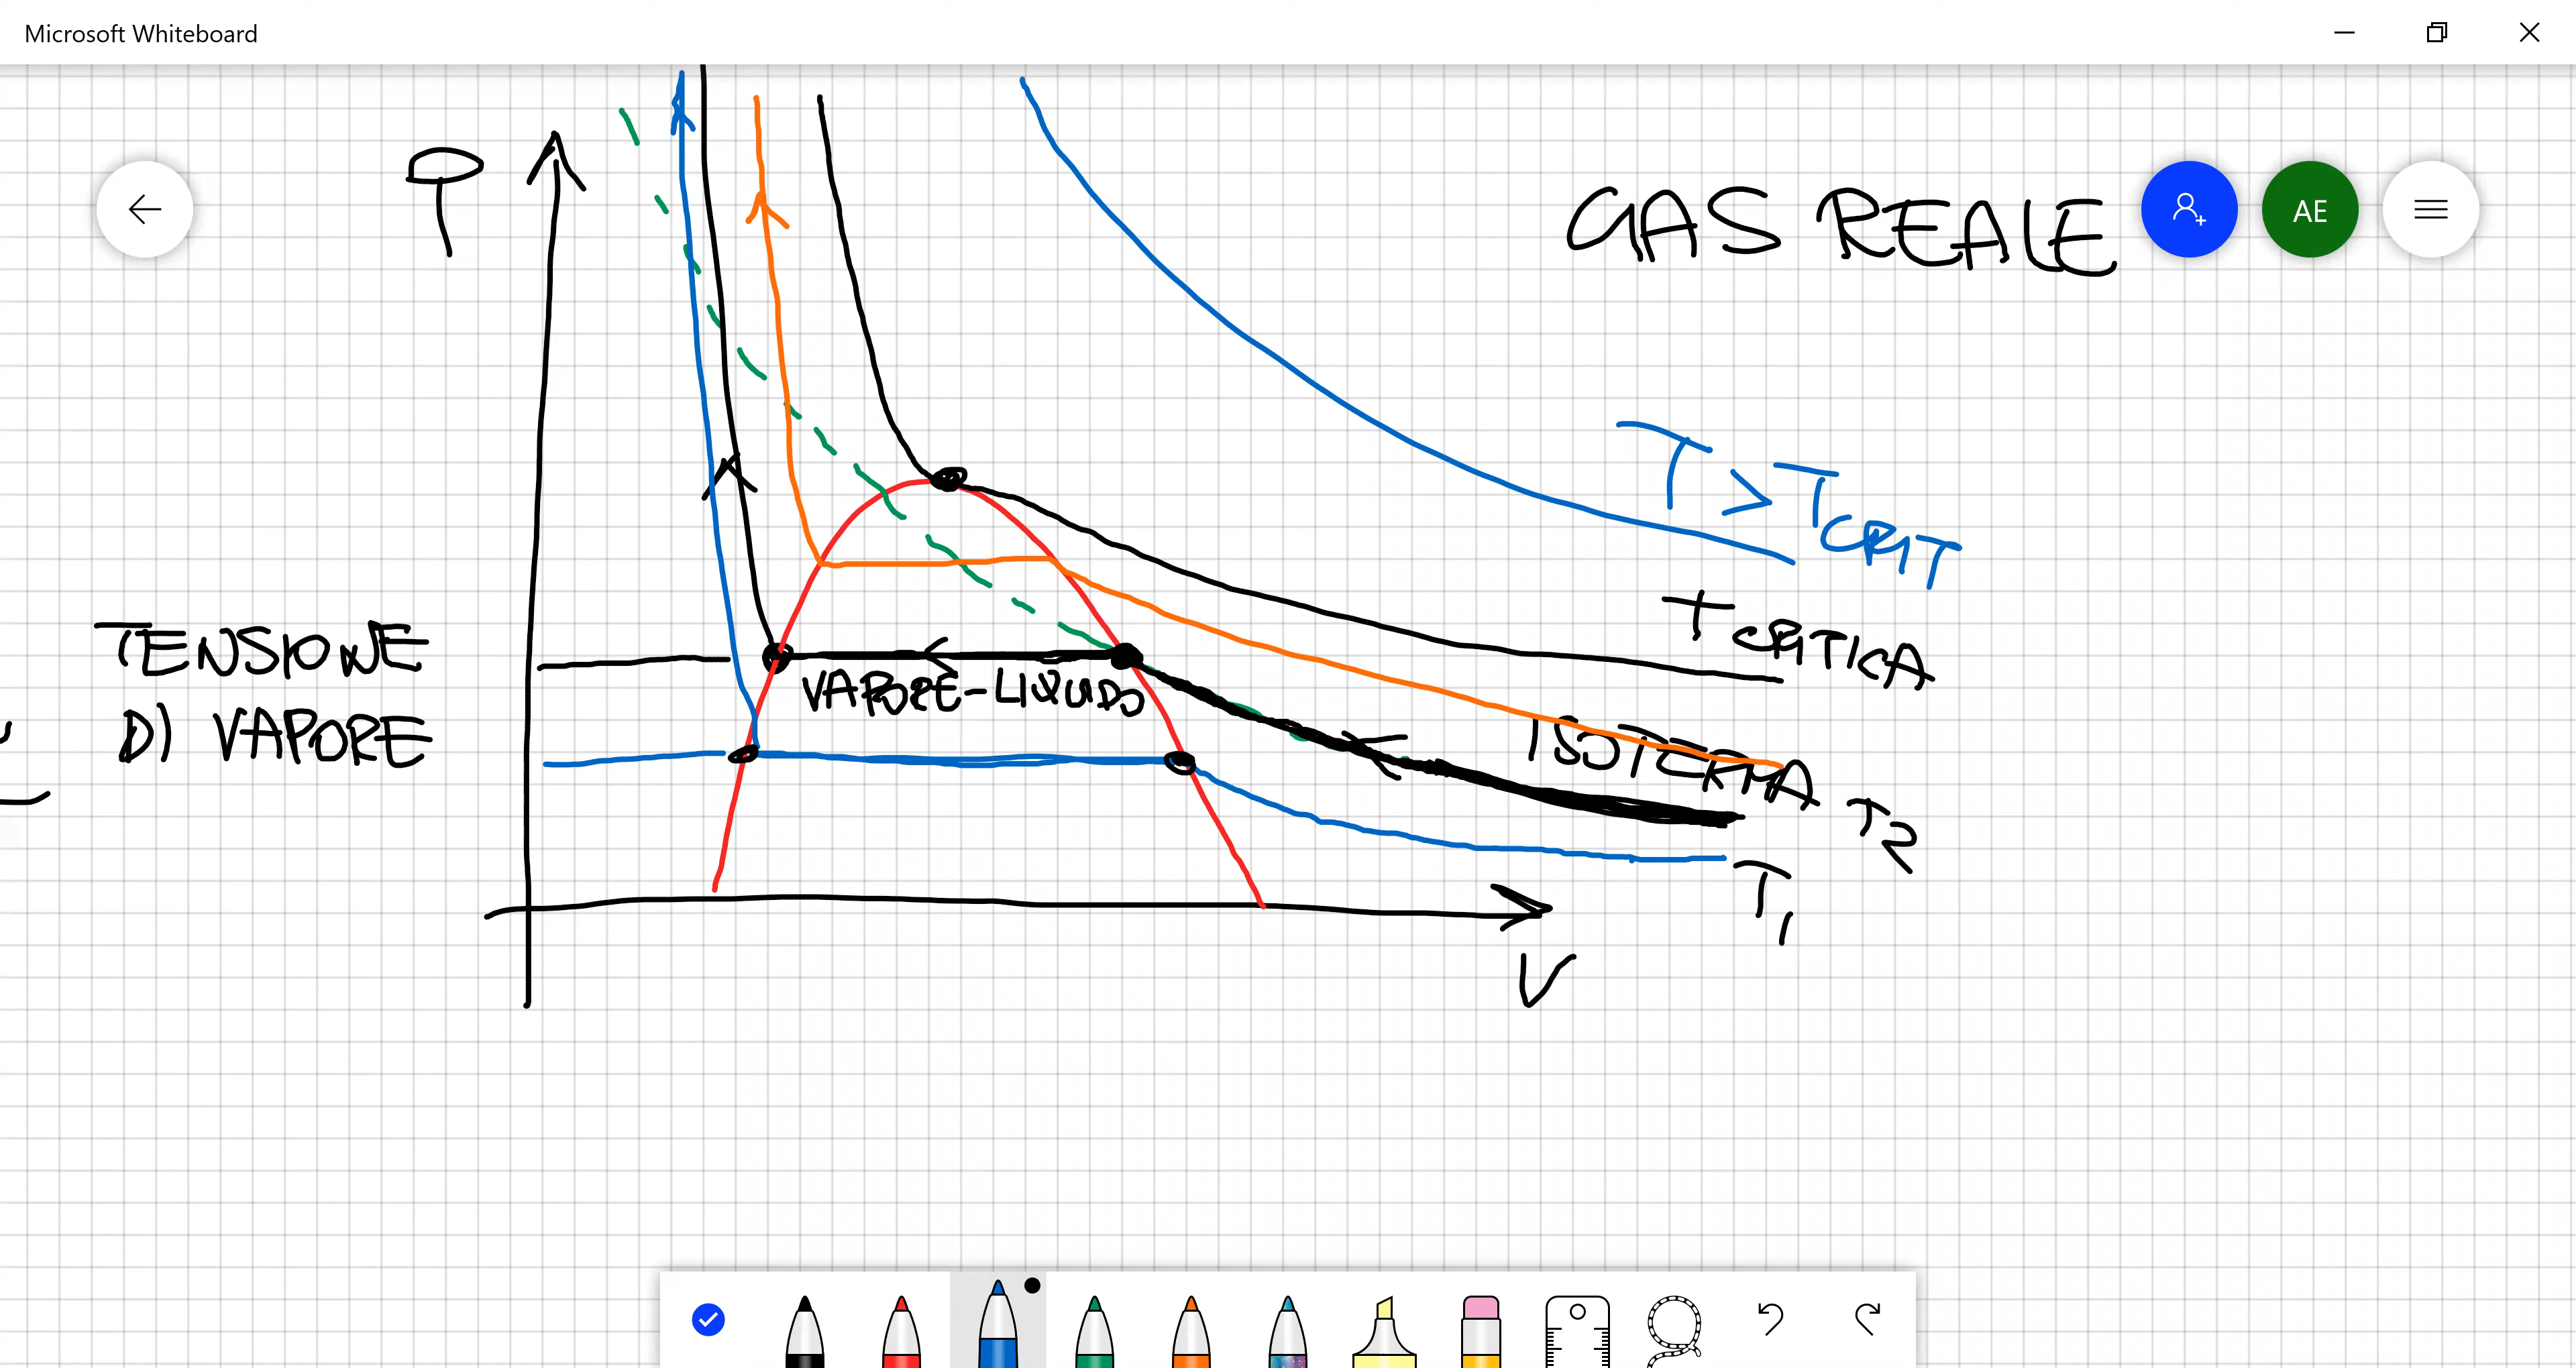 Microsoft Whiteboard
P
GAS REALE
AE
T > TCRIT
TCRITICA
TENSIONE
DI VAPORE
VAPORE-LIQUIDO
ISOTERMA T2
T1
V